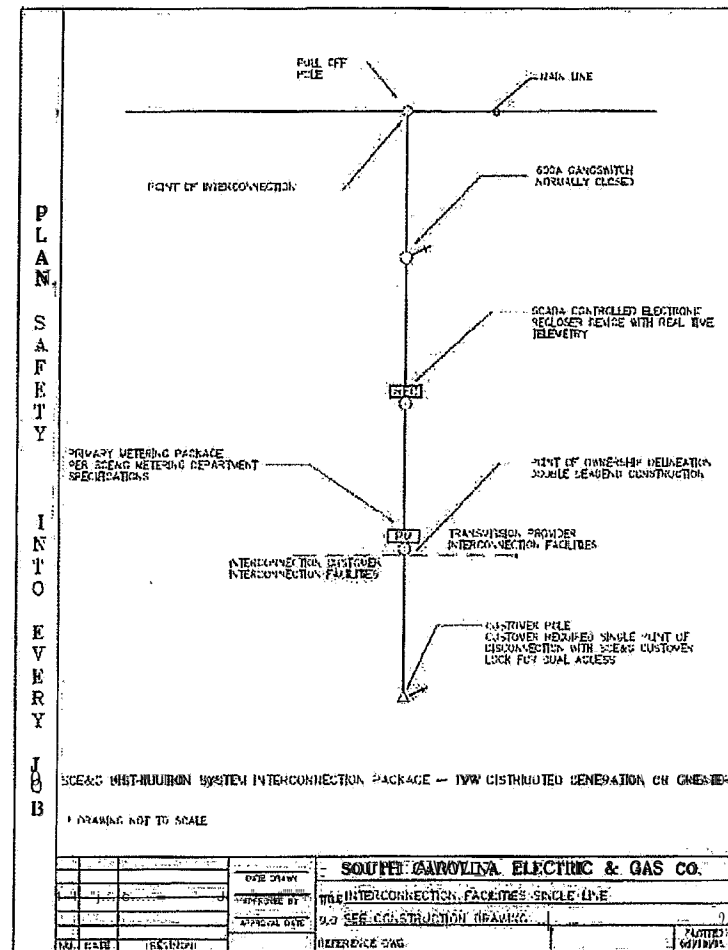 PULL OFF
POLE
MAIN LINE
POINT OF INTERCONNECTION
600A GANGSWITCH
NORMALLY CLOSED
SCADA CONTROLLED ELECTRONIC
RECLOSER DEVICE WITH REAL TIME
TELEMETRY
REC
PRIMARY METERING PACKAGE
PER SCE&G METERING DEPARTMENT
SPECIFICATIONS
POINT OF OWNERSHIP DELINEATION
DOUBLE DEADEND CONSTRUCTION
PM
TRANSMISSION PROVIDER
INTERCONNECTION FACILITIES
INTERCONNECTION CUSTOMER
INTERCONNECTION FACILITIES
CUSTOMER POLE
CUSTOMER REQUIRED SINGLE POINT OF
DISCONNECTION WITH SCE&G CUSTOMER
LOCK FOR DUAL ACCESS
PLAN SAFETY INTO EVERY JOB
SCE&G DISTRIBUTION SYSTEM INTERCONNECTION PACKAGE - 1MW DISTRIBUTED GENERATION OR GREATER
* DRAWING NOT TO SCALE
SOUTH CAROLINA ELECTRIC & GAS CO.
DATE DRAWN
APPROVED BY
TITLE INTERCONNECTION FACILITIES SINGLE LINE
APPROVAL DATE
SEE CONSTRUCTION DRAWING
NO. DATE REVISION
REFERENCE DWG.
PLOTTED